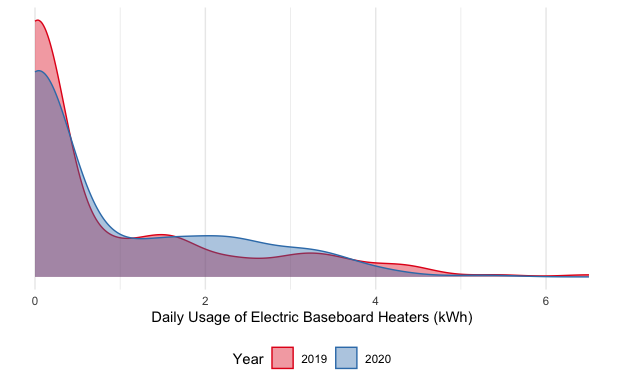 0 2 4 6
Daily Usage of Electric Baseboard Heaters (kWh)
Year 2019 2020